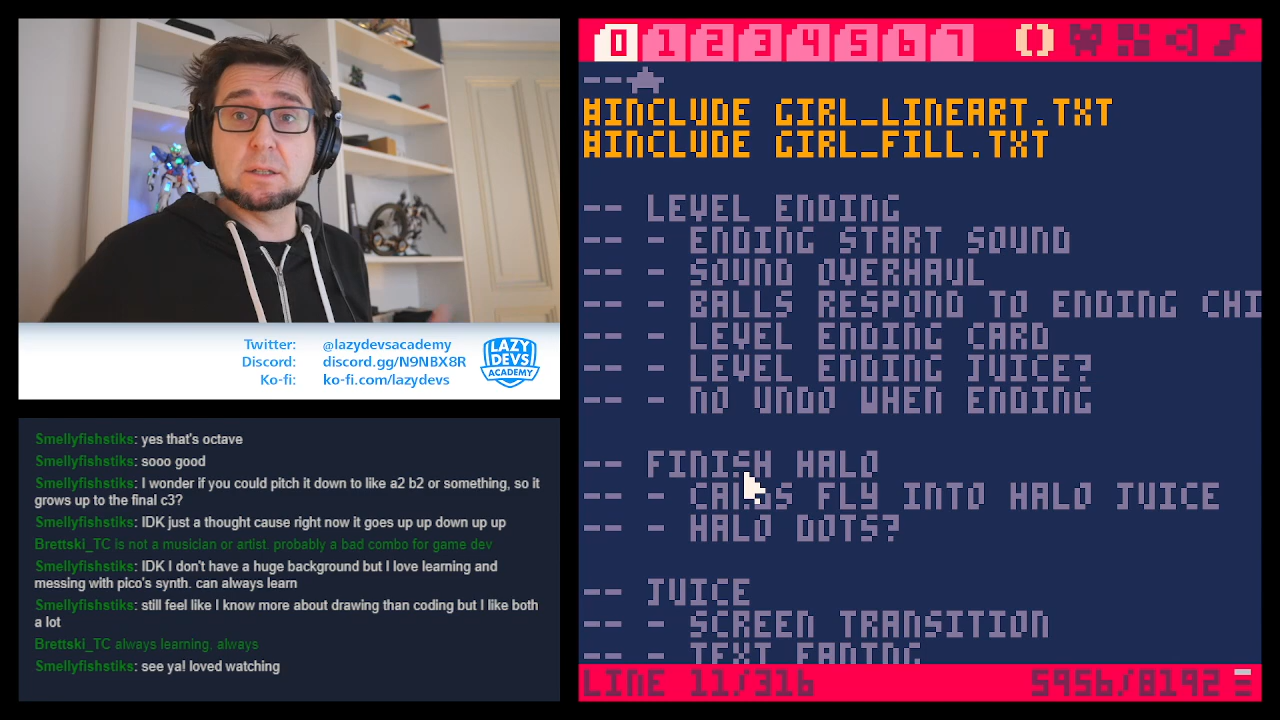 Twitter: @lazydevsacademy
Discord: discord.gg/N9NBX8R
Ko-fi: ko-fi.com/lazydevs
LAZY
DEVS
ACADEMY
Smellyfishstiks: yes that's octave
Smellyfishstiks: sooo good
Smellyfishstiks: I wonder if you could pitch it down to like a2 b2 or something, so it
grows up to the final c3?
Smellyfishstiks: IDK just a thought cause right now it goes up up down up up
Brettski_TC is not a musician or artist. probably a bad combo for game dev
Smellyfishstiks: IDK I don't have a huge background but I love learning and
messing with pico's synth. can always learn
Smellyfishstiks: still feel like I know more about drawing than coding but I like both
a lot
Brettski_TC always learning, always
Smellyfishstiks: see ya! loved watching
0 1 2 3 4 5 6 7 ()
--
#INCLUDE GIRL_LINEART.TXT
#INCLUDE GIRL_FILL.TXT
-- LEVEL ENDING
-- - ENDING START SOUND
-- - SOUND OVERHAUL
-- - BALLS RESPOND TO ENDING CHI
-- - LEVEL ENDING CARD
-- - LEVEL ENDING JUICE?
-- - NO UNDO WHEN ENDING
-- FINISH HALO
-- - FLY INTO HALO JUICE
-- - HALO DOTS?
-- JUICE
-- - SCREEN TRANSITION
-- - TEXT FADING
LINE 11/316 5956/8192